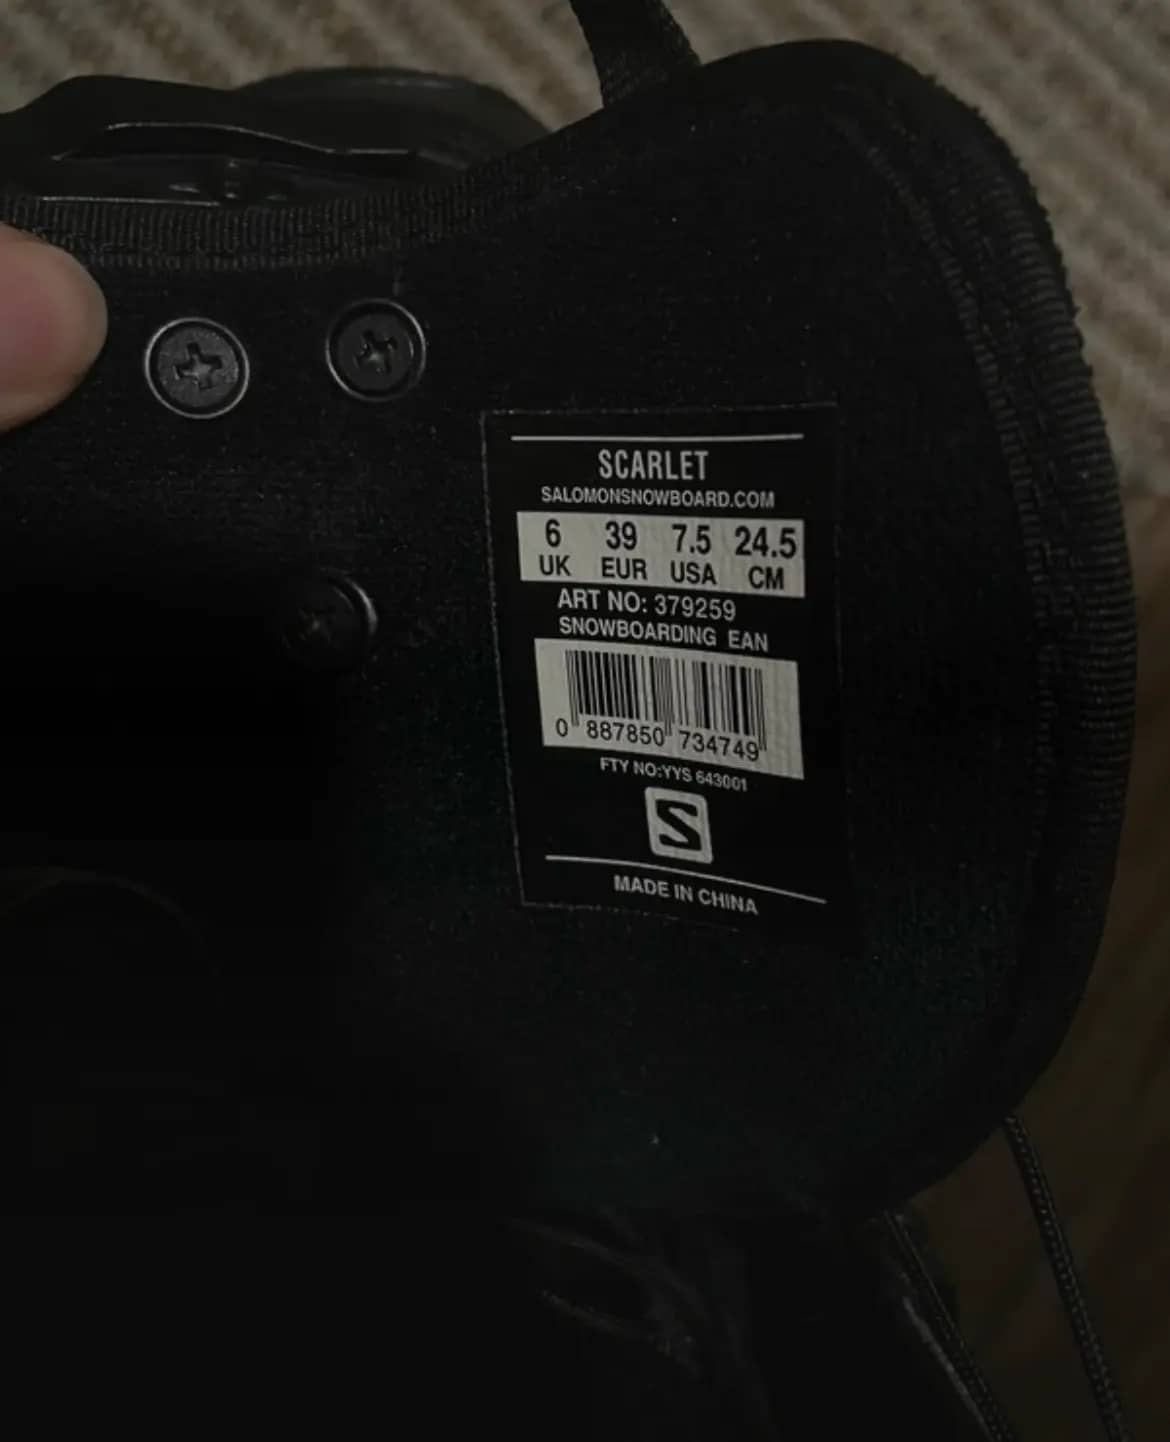 SCARLET
SALOMONSNOWBOARD.COM
6 39 7.5 24.5
UK EUR USA CM
ART NO: 379259
SNOWBOARDING EAN
0 887850 734749
FTY NO:YYS 643001
S
MADE IN CHINA